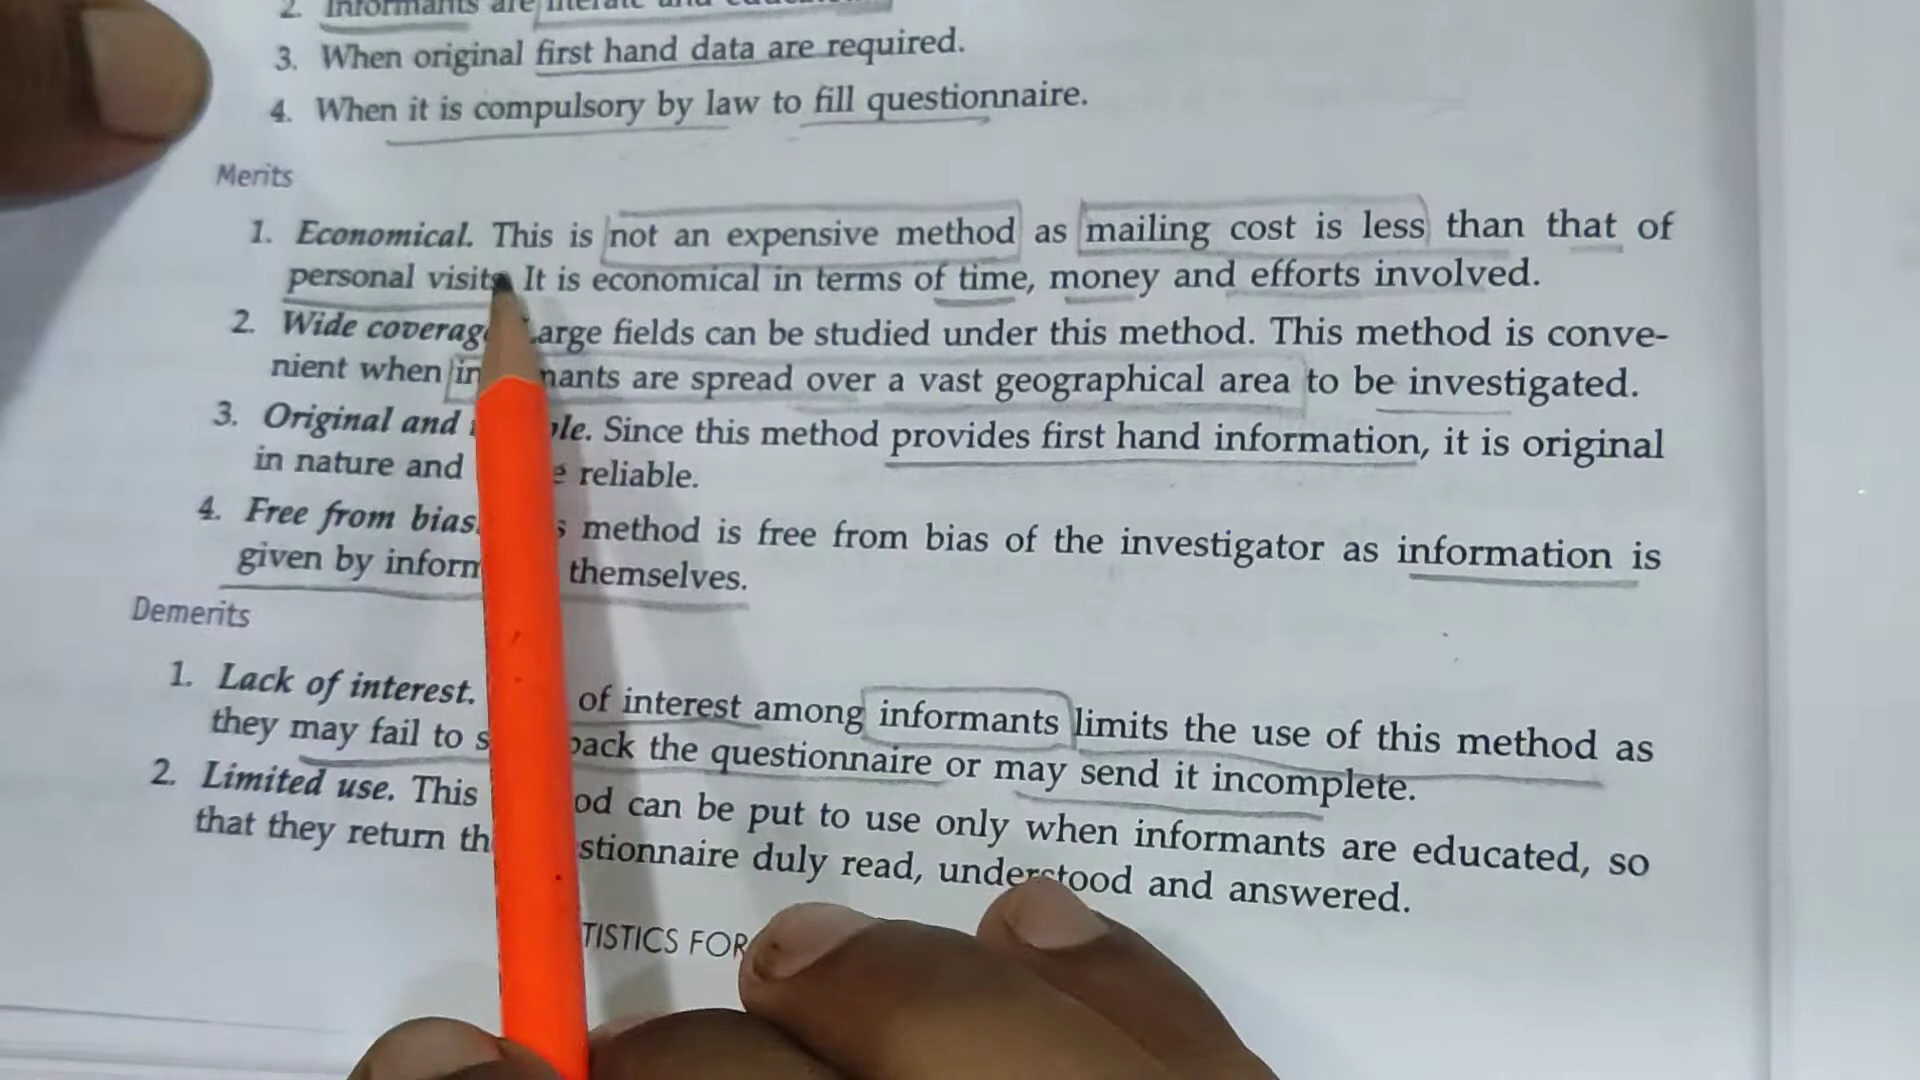 2. Informants are literate and
3. When original first hand data are required.
4. When it is compulsory by law to fill questionnaire.
Merits
1. Economical. This is not an expensive method as mailing cost is less than that of
personal visits It is economical in terms of time, money and efforts involved.
2. Wide coverag Large fields can be studied under this method. This method is conve-
nient when in mants are spread over a vast geographical area to be investigated.
3. Original and ble. Since this method provides first hand information, it is original
in nature and reliable.
4. Free from bias. s method is free from bias of the investigator as information is
given by inform themselves.
Demerits
1. Lack of interest. of interest among informants limits the use of this method as
they may fail to s back the questionnaire or may send it incomplete.
2. Limited use. This od can be put to use only when informants are educated, so
that they return th stionnaire duly read, understood and answered.
TISTICS FOR